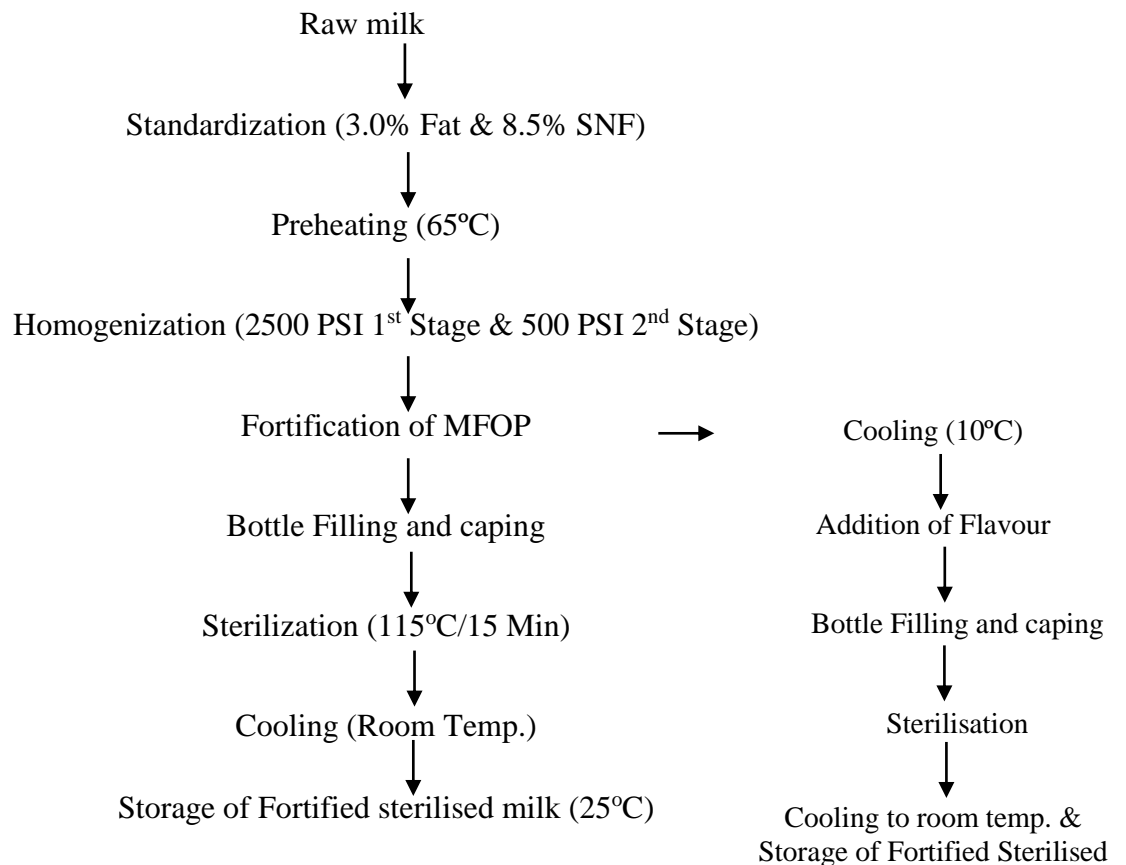 Raw milk
Standardization (3.0% Fat & 8.5% SNF)
Preheating (65ºC)
Homogenization (2500 PSI 1st Stage & 500 PSI 2nd Stage)
Fortification of MFOP
Bottle Filling and caping
Sterilization (115oC/15 Min)
Cooling (Room Temp.)
Storage of Fortified sterilised milk (25oC)
Cooling (10ºC)
Addition of Flavour
Bottle Filling and caping
Sterilisation
Cooling to room temp. &
Storage of Fortified Sterilised